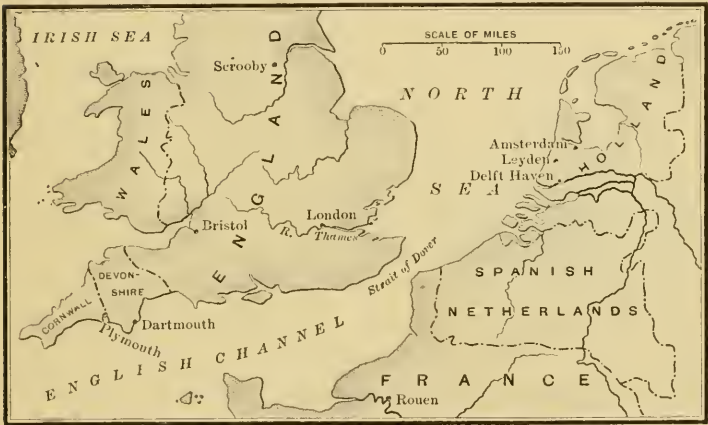 IRISH SEA
SCALE OF MILES
0 50 100 150
Scrooby
NORTH
SEA
WALES
ENGLAND
HOLLAND
Amsterdam
Leyden
Delft Haven
London
Bristol
R. Thames
Strait of Dover
DEVON-
SHIRE
CORNWALL
SPANISH
NETHERLANDS
Dartmouth
Plymouth
ENGLISH CHANNEL
FRANCE
Rouen